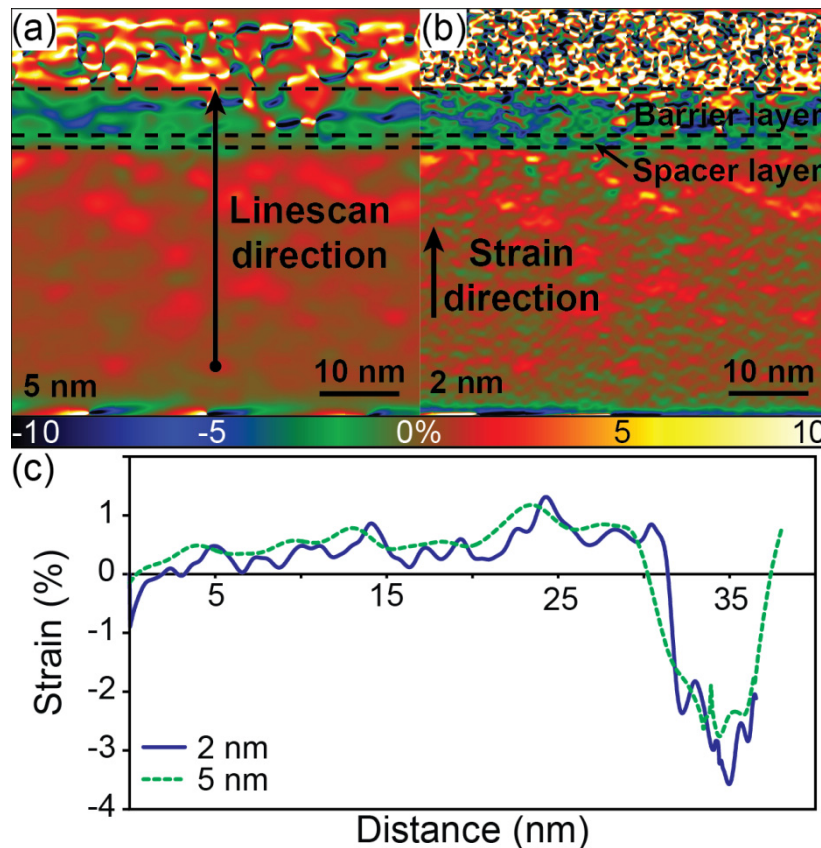 (a)
(b)
Barrier layer
Spacer layer
Linescan
direction
Strain
direction
5 nm
10 nm
2 nm
10 nm
-10 -5 0% 5 10
(c)
1
0
-1
-2
-3
-4
5 15 25 35
Strain (%)
2 nm
5 nm
Distance (nm)